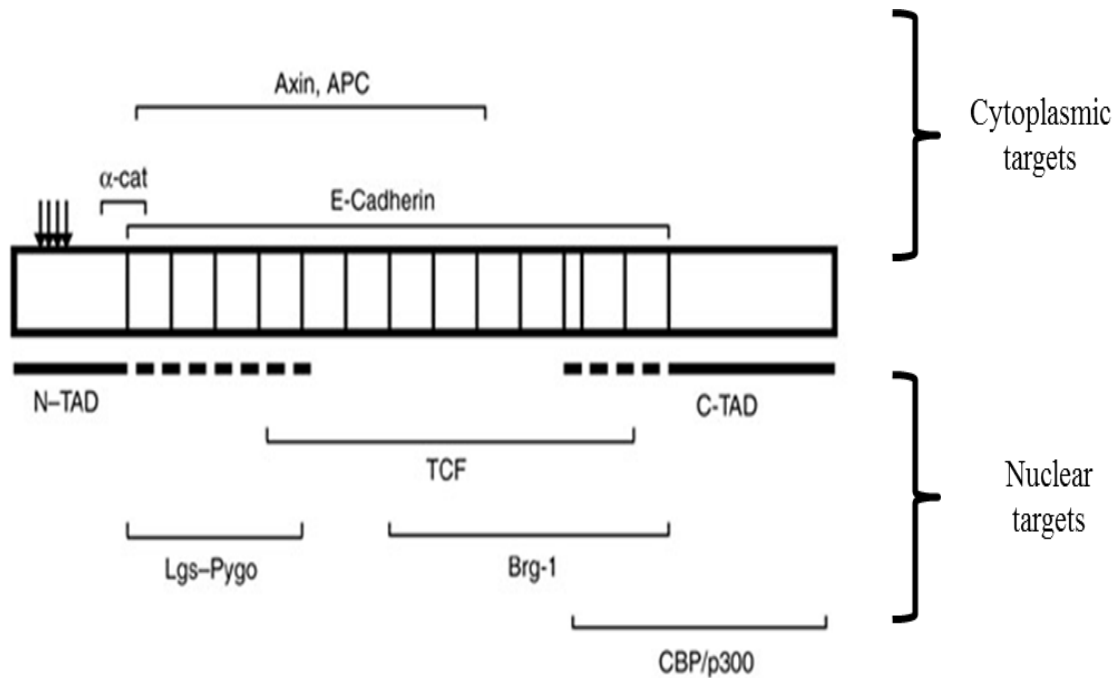 Axin, APC
Cytoplasmic
targets
α-cat
E-Cadherin
N–TAD
C-TAD
TCF
Nuclear
targets
Lgs–Pygo
Brg-1
CBP/p300